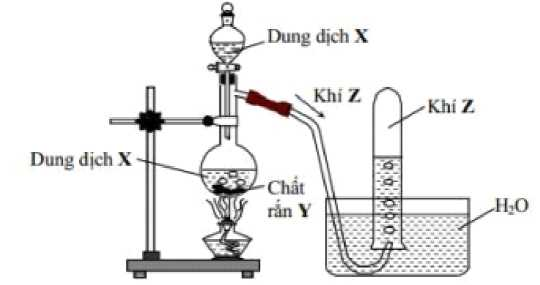 Dung dịch X
Khí Z
Khí Z
Dung dịch X
Chất
rắn Y
H₂O